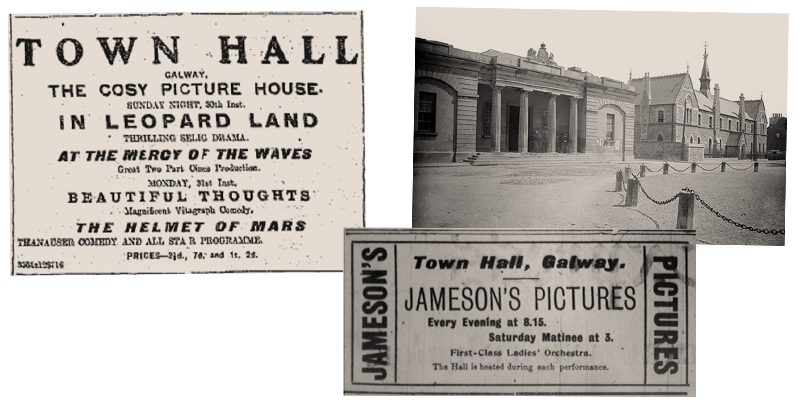 TOWN HALL
GALWAY,
THE COSY PICTURE HOUSE.
SUNDAY NIGHT, 30th Inst.
IN LEOPARD LAND
THRILLING SELIG DRAMA.
AT THE MERCY OF THE WAVES
Great Two Part Cines Production.
MONDAY, 31st Inst,
BEAUTIFUL THOUGHTS
Magnificent Vitagraph Comedy,
THE HELMET OF MARS
THANAUSER COMEDY AND ALL STAR PROGRAMME.
PRICES— 7d. and 1s. 2d.
JAMESON'S
Town Hall, Galway.
JAMESON'S PICTURES
Every Evening at 8.15.
Saturday Matinee at 3.
First-Class Ladies' Orchestra.
The Hall is heated during each performance.
PICTURES